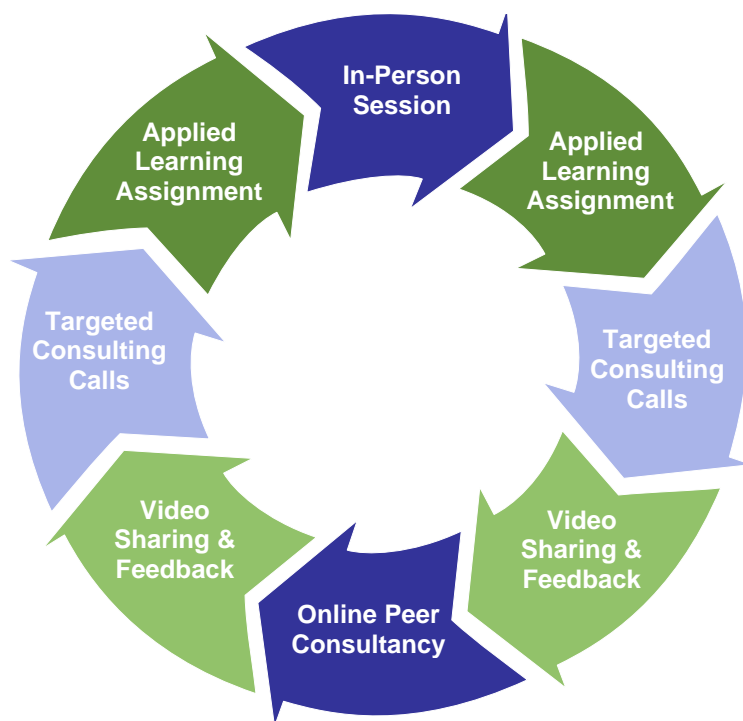 In-Person
Session
Applied
Learning
Assignment
Targeted
Consulting
Calls
Video
Sharing &
Feedback
Online Peer
Consultancy
Video
Sharing &
Feedback
Targeted
Consulting
Calls
Applied
Learning
Assignment